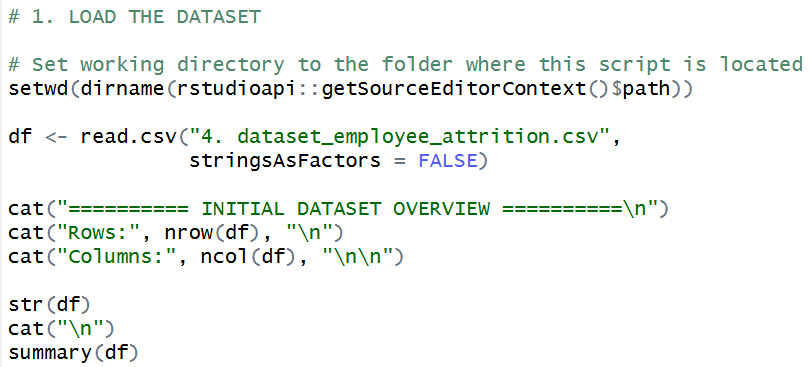 # 1. LOAD THE DATASET
# Set working directory to the folder where this script is located
setwd(dirname(rstudioapi::getSourceEditorContext()$path))
df <- read.csv("4. dataset_employee_attrition.csv",
               stringsAsFactors = FALSE)
cat("========== INITIAL DATASET OVERVIEW ==========\n")
cat("Rows:", nrow(df), "\n")
cat("Columns:", ncol(df), "\n\n")
str(df)
cat("\n")
summary(df)